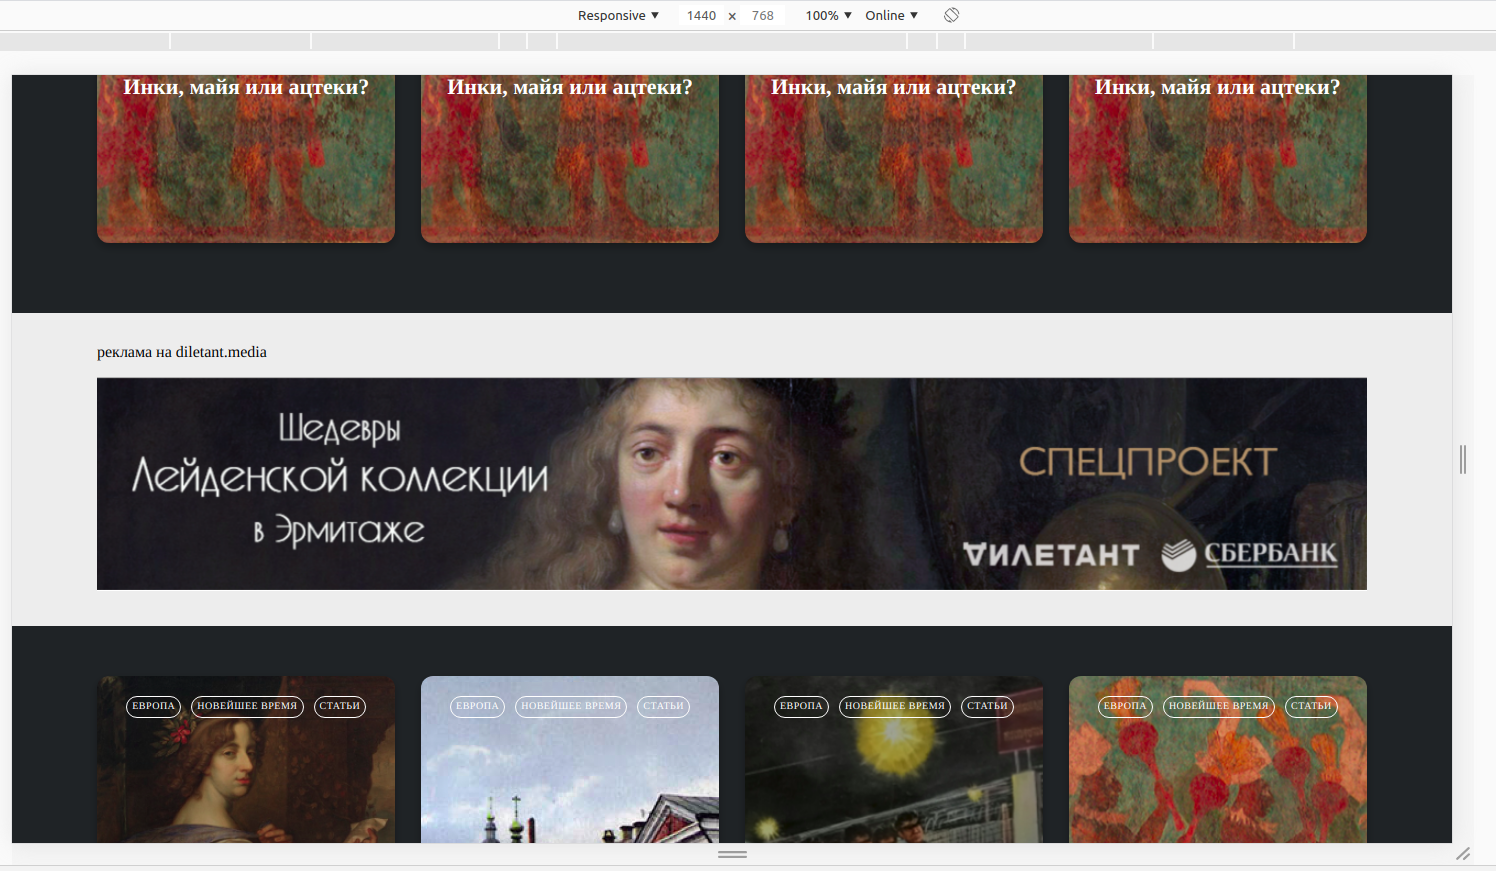 Responsive ▼ 1440 x 768 100% ▼ Online ▼
Инки, майя или ацтеки? Инки, майя или ацтеки? Инки, майя или ацтеки? Инки, майя или ацтеки?
реклама на diletant.media
Шедевры
Лейденской коллекции
в Эрмитаже
СПЕЦПРОЕКТ
ДИЛЕТАНТ СБЕРБАНК
ЕВРОПА НОВЕЙШЕЕ ВРЕМЯ СТАТЬИ ЕВРОПА НОВЕЙШЕЕ ВРЕМЯ СТАТЬИ ЕВРОПА НОВЕЙШЕЕ ВРЕМЯ СТАТЬИ ЕВРОПА НОВЕЙШЕЕ ВРЕМЯ СТАТЬИ